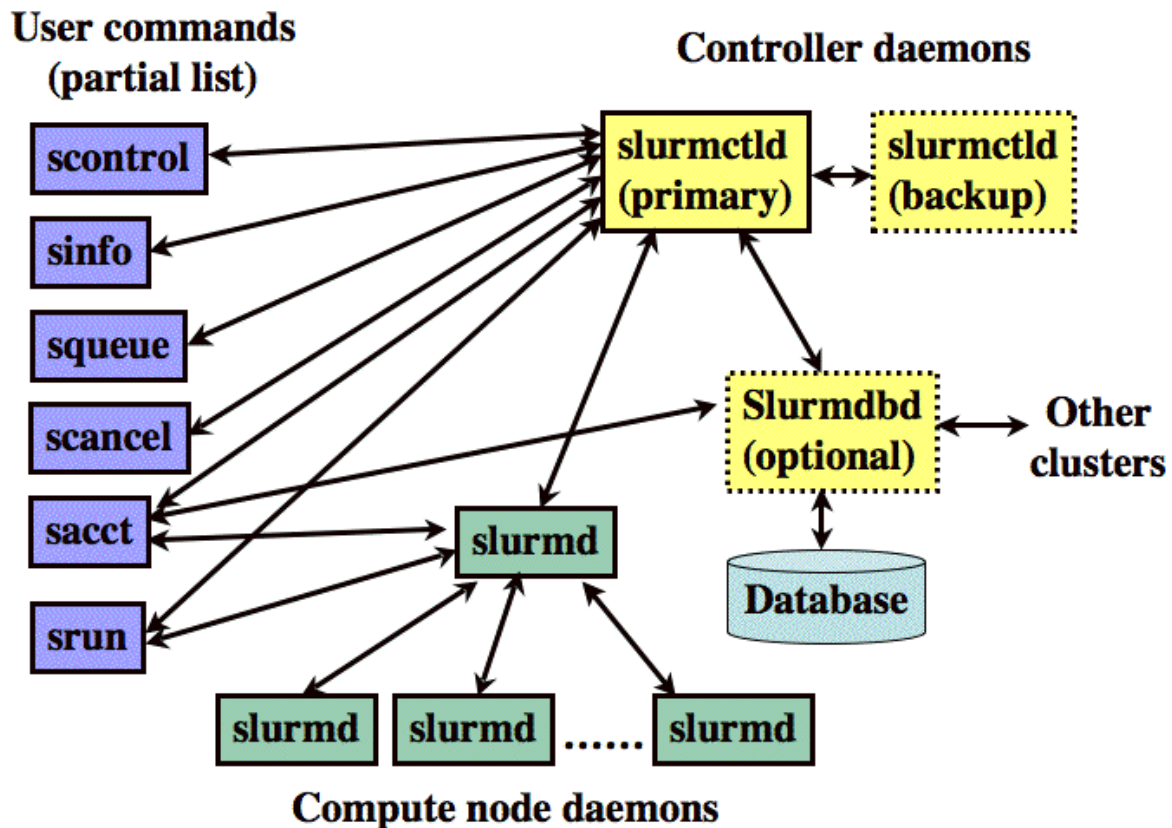 User commands
(partial list)
Controller daemons
scontrol
sinfo
squeue
scancel
sacct
srun
slurmctld
(primary)
slurmctld
(backup)
Slurmdbd
(optional)
Other
clusters
Database
slurmd
slurmd
slurmd
......
slurmd
Compute node daemons